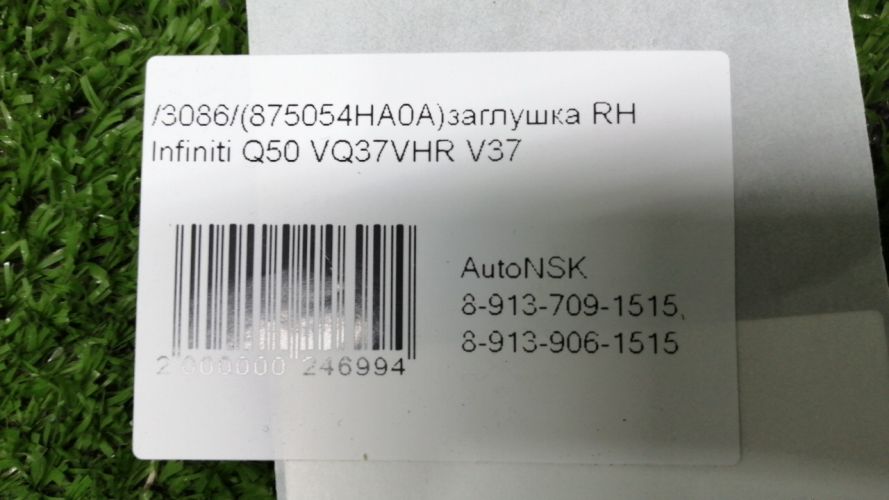 /3086/(875054HA0A)заглушка RH
Infiniti Q50 VQ37VHR V37
AutoNSK
8-913-709-1515,
8-913-906-1515
2 000000 246994